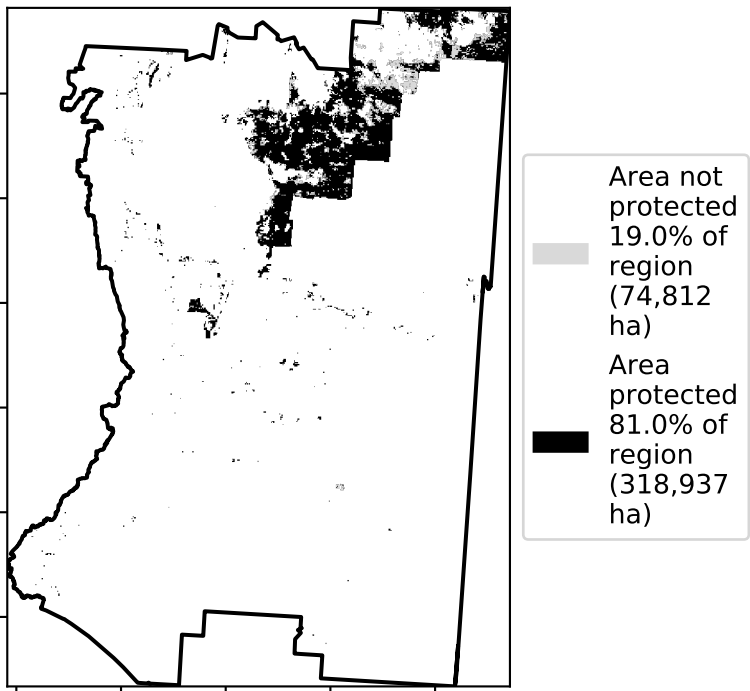 Area not
protected
19.0% of
region
(74,812
ha)
Area
protected
81.0% of
region
(318,937
ha)